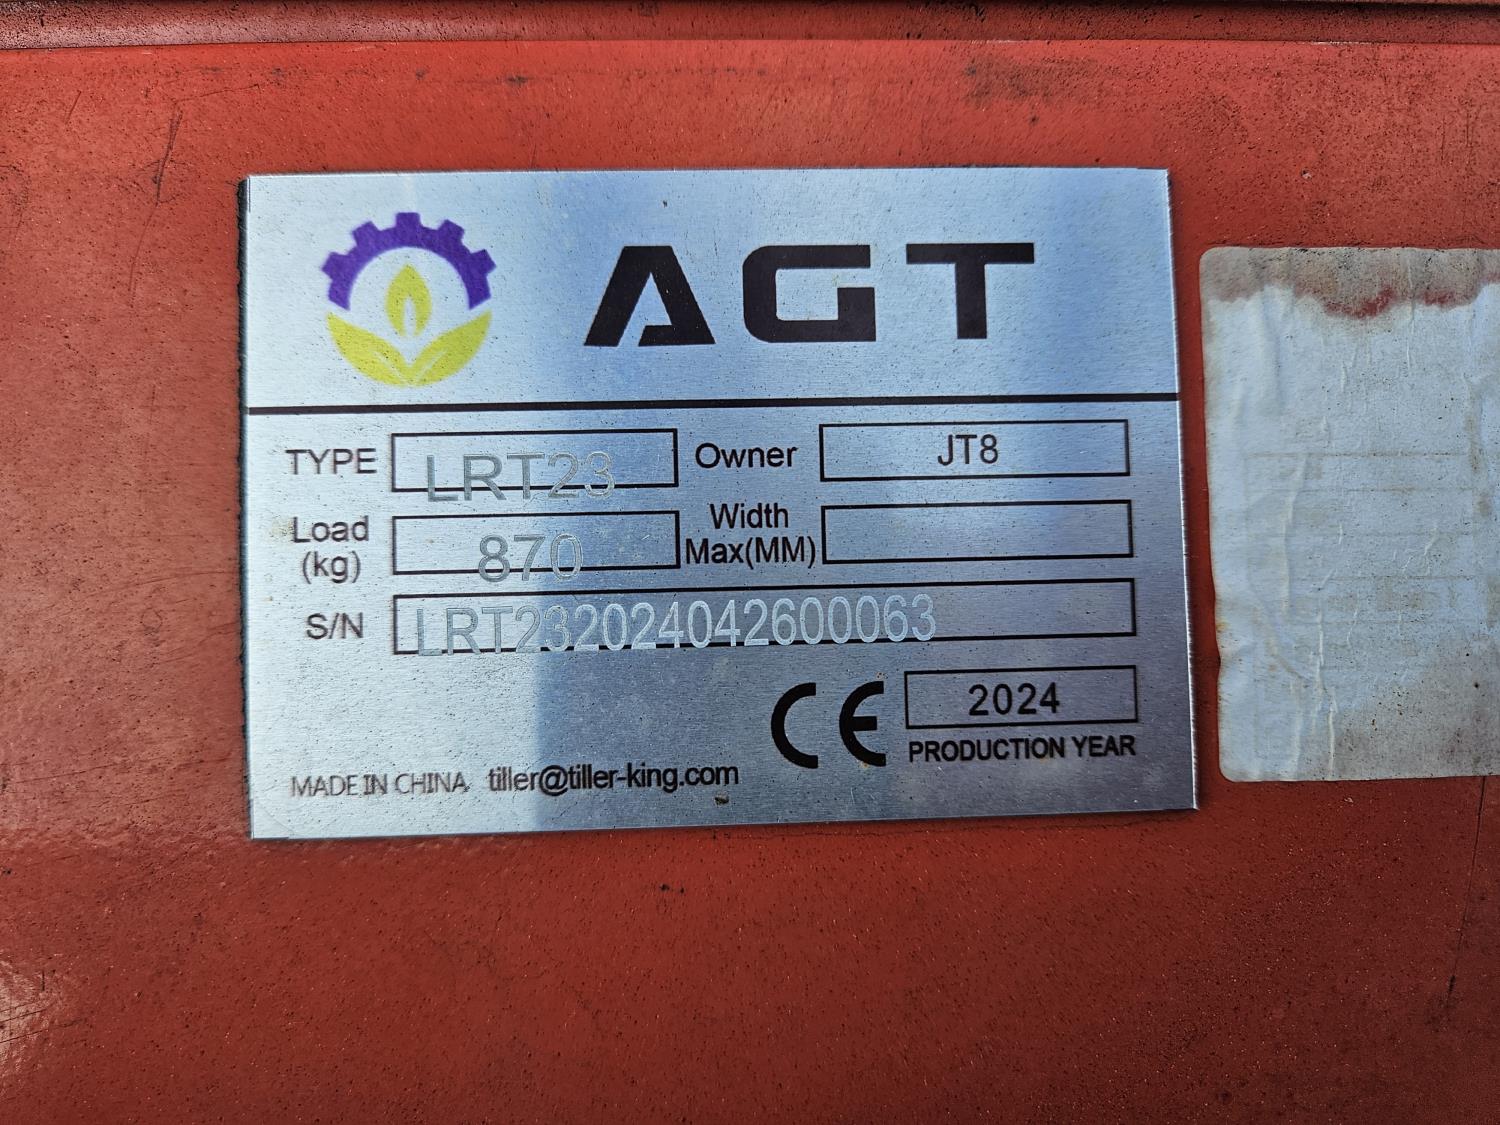 AGT
TYPE LRT23 Owner JT8
Load (kg) 870 Width Max(MM)
S/N LRT232024042600063
CE 2024
PRODUCTION YEAR
MADE IN CHINA tiller@tiller-king.com